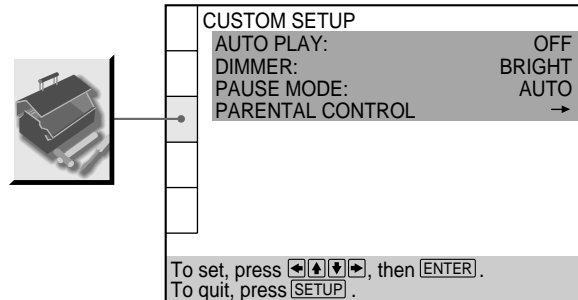 CUSTOM SETUP
AUTO PLAY: OFF
DIMMER: BRIGHT
PAUSE MODE: AUTO
PARENTAL CONTROL →
To set, press ←↑↓→, then ENTER.
To quit, press SETUP.